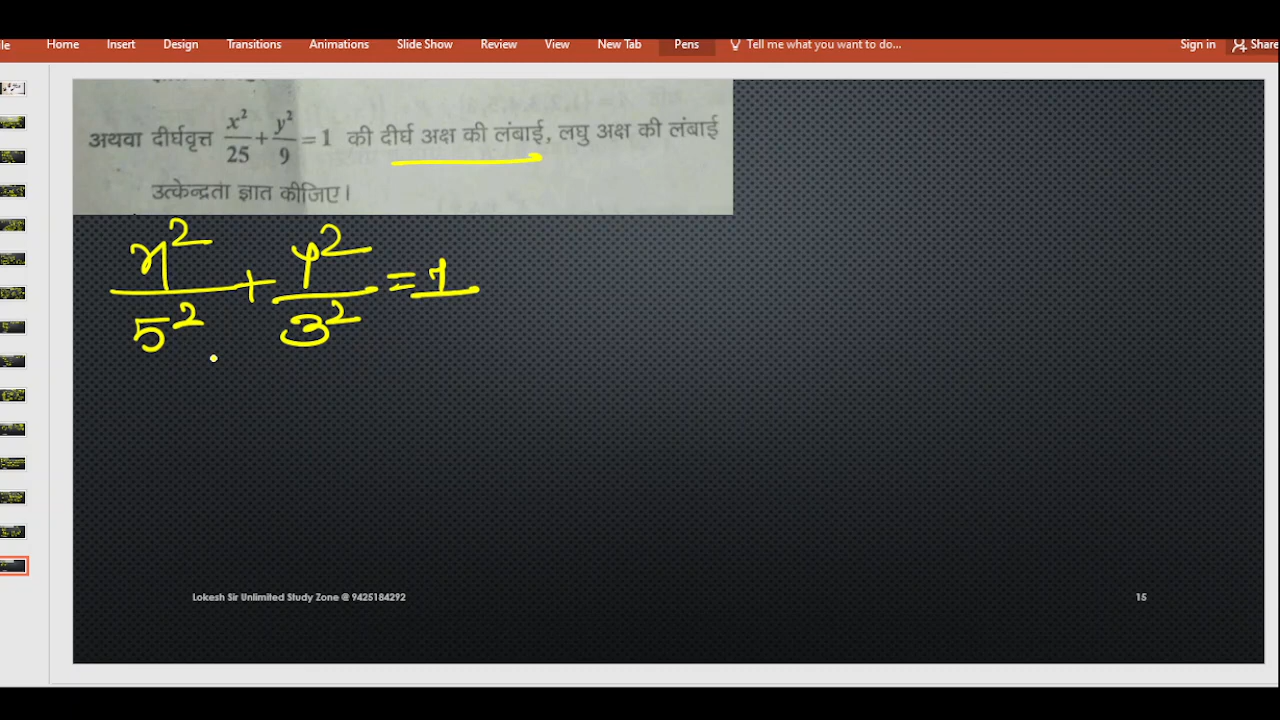 le Home Insert Design Transitions Animations Slide Show Review View New Tab Pens Tell me what you want to do... Sign in Share
अथवा दीर्घवृत्त x²/25 + y²/9 = 1 की दीर्घ अक्ष की लंबाई, लघु अक्ष की लंबाई
उत्केन्द्रता ज्ञात कीजिए।
x²/5² + y²/3² = 1
Lokesh Sir Unlimited Study Zone @ 9425184292 15